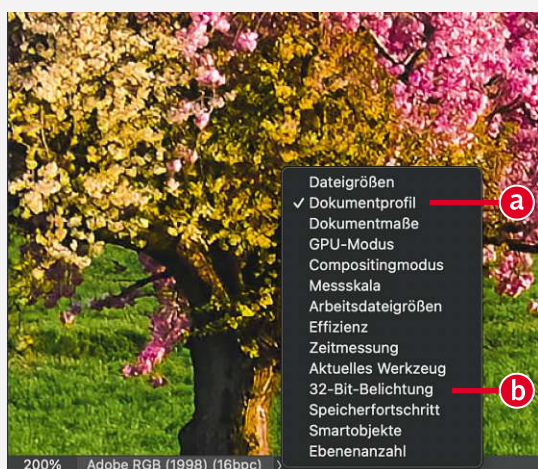 Dateigrößen
✓ Dokumentprofil
a
Dokumentmaße
GPU-Modus
Compositingmodus
Messskala
Arbeitsdateigrößen
Effizienz
Zeitmessung
Aktuelles Werkzeug
32-Bit-Belichtung
b
Speicherfortschritt
Smartobjekte
Ebenenanzahl
200% Adobe RGB (1998) (16bpc)